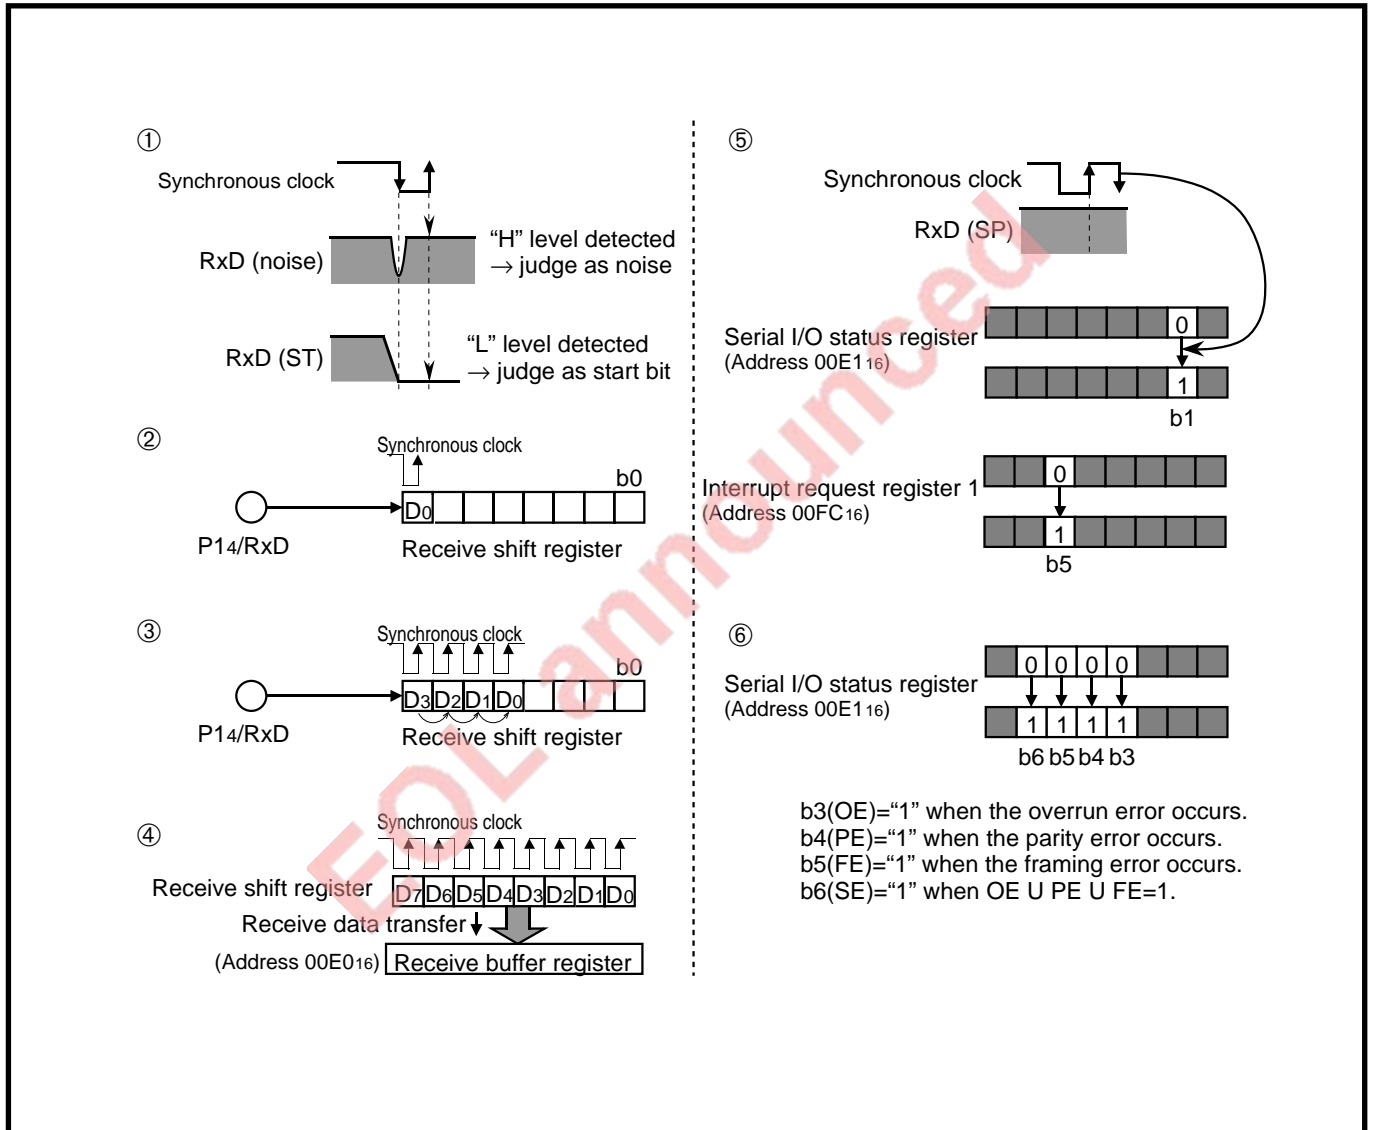 ①
Synchronous clock
RxD (noise)
“H” level detected
→ judge as noise
RxD (ST)
“L” level detected
→ judge as start bit
②
Synchronous clock
b0
D0
P14/RxD
Receive shift register
③
Synchronous clock
b0
D3 D2 D1 D0
P14/RxD
Receive shift register
④
Synchronous clock
Receive shift register
D7 D6 D5 D4 D3 D2 D1 D0
Receive data transfer
(Address 00E016)
Receive buffer register
⑤
Synchronous clock
RxD (SP)
Serial I/O status register
(Address 00E116)
0
1
b1
Interrupt request register 1
(Address 00FC16)
0
1
b5
⑥
Serial I/O status register
(Address 00E116)
0 0 0 0
1 1 1 1
b6 b5 b4 b3
b3(OE)=“1” when the overrun error occurs.
b4(PE)=“1” when the parity error occurs.
b5(FE)=“1” when the framing error occurs.
b6(SE)=“1” when OE U PE U FE=1.
EOL announced